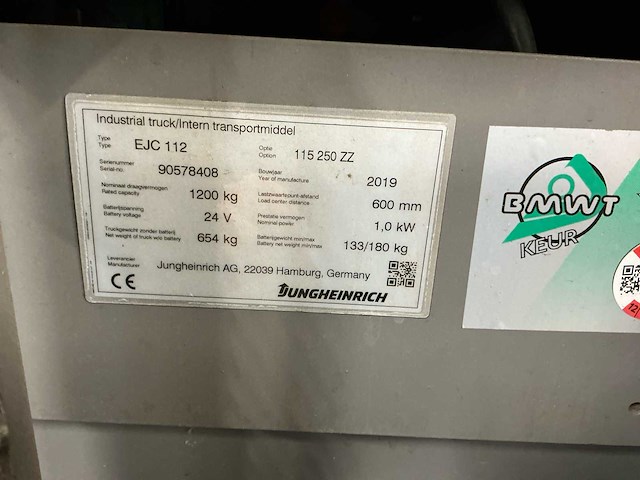 Industrial truck/Intern transportmiddel
Type
Type
EJC 112
Optie
Option
115 250 ZZ
Serienummer
Serial-no.
90578408
Bouwjaar
Year of manufacture
2019
Nominaal draagvermogen
Rated capacity
1200 kg
Lastzwaartepunt-afstand
Load center distance
600 mm
Batterijspanning
Battery voltage
24 V
Prestatie vermogen
Nominal power
1,0 kW
Truckgewicht zonder batterij
Net weight of truck w/o battery
654 kg
Batterijgewicht min/max
Battery net weight min/max
133/180 kg
Leverancier
Manufacturer
Jungheinrich AG, 22039 Hamburg, Germany
CE
JUNGHEINRICH
BMWT
KEUR
12